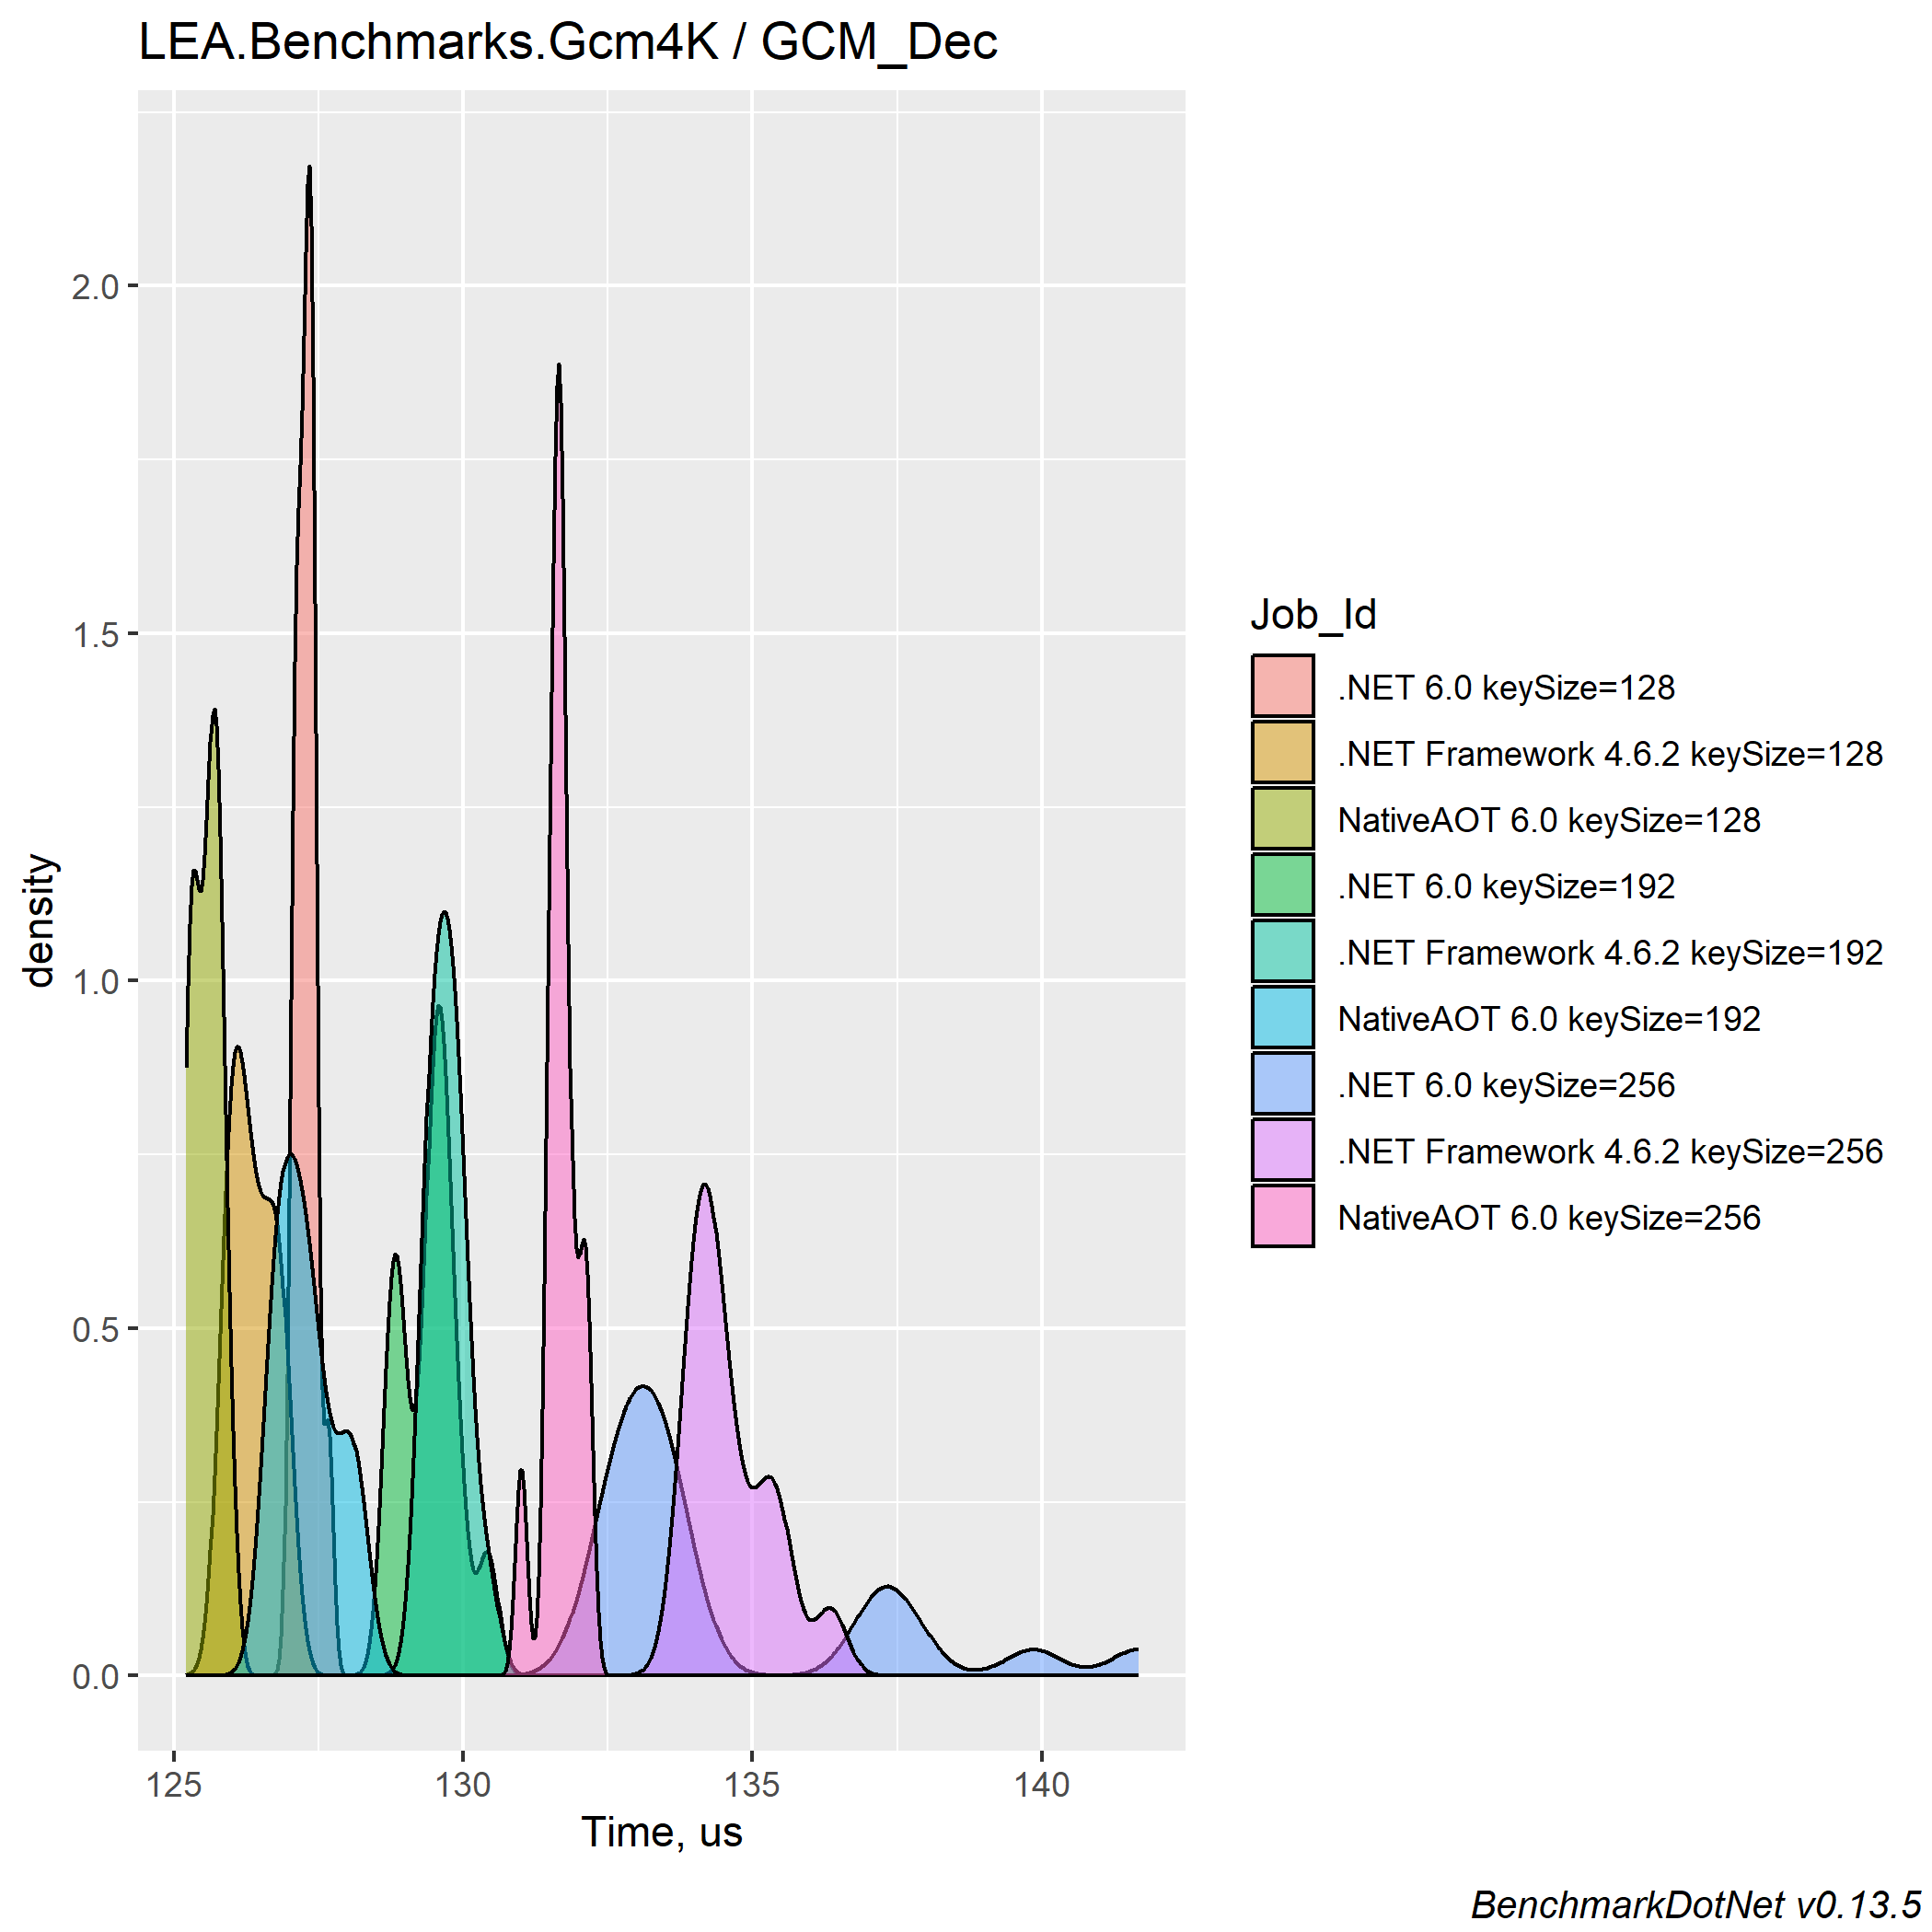 LEA.Benchmarks.Gcm4K / GCM_Dec
density
2.0
1.5
1.0
0.5
0.0
125 130 135 140
Time, us
Job_Id
.NET 6.0 keySize=128
.NET Framework 4.6.2 keySize=128
NativeAOT 6.0 keySize=128
.NET 6.0 keySize=192
.NET Framework 4.6.2 keySize=192
NativeAOT 6.0 keySize=192
.NET 6.0 keySize=256
.NET Framework 4.6.2 keySize=256
NativeAOT 6.0 keySize=256
BenchmarkDotNet v0.13.5